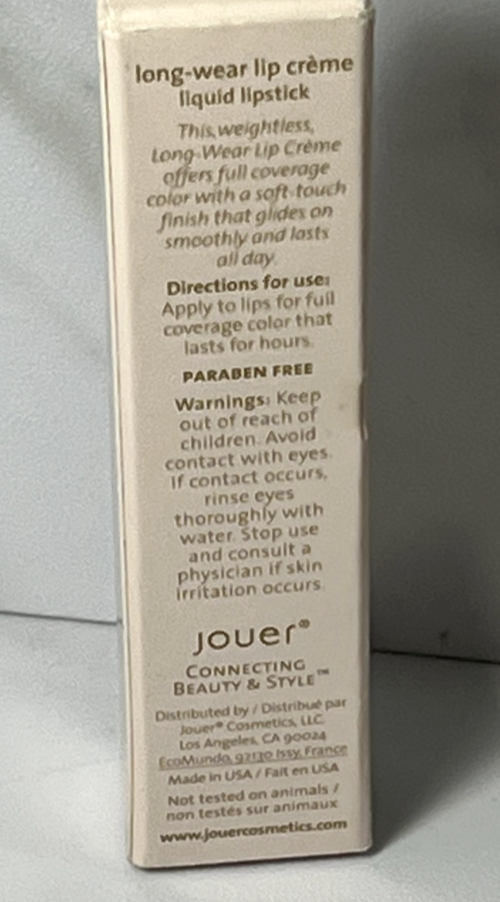 long-wear lip crème
liquid lipstick
This weightless,
Long-Wear Lip Crème
offers full coverage
color with a soft-touch
finish that glides on
smoothly and lasts
all day.
Directions for use:
Apply to lips for full
coverage color that
lasts for hours.
PARABEN FREE
Warnings: Keep
out of reach of
children. Avoid
contact with eyes.
If contact occurs,
rinse eyes
thoroughly with
water. Stop use
and consult a
physician if skin
irritation occurs.
Jouer®
CONNECTING
BEAUTY & STYLE™
Distributed by / Distribué par
Jouer® Cosmetics, LLC.
Los Angeles, CA 90024
EcoMundo, 92130 Issy, France
Made in USA / Fait en USA
Not tested on animals /
non testés sur animaux
www.jouercosmetics.com